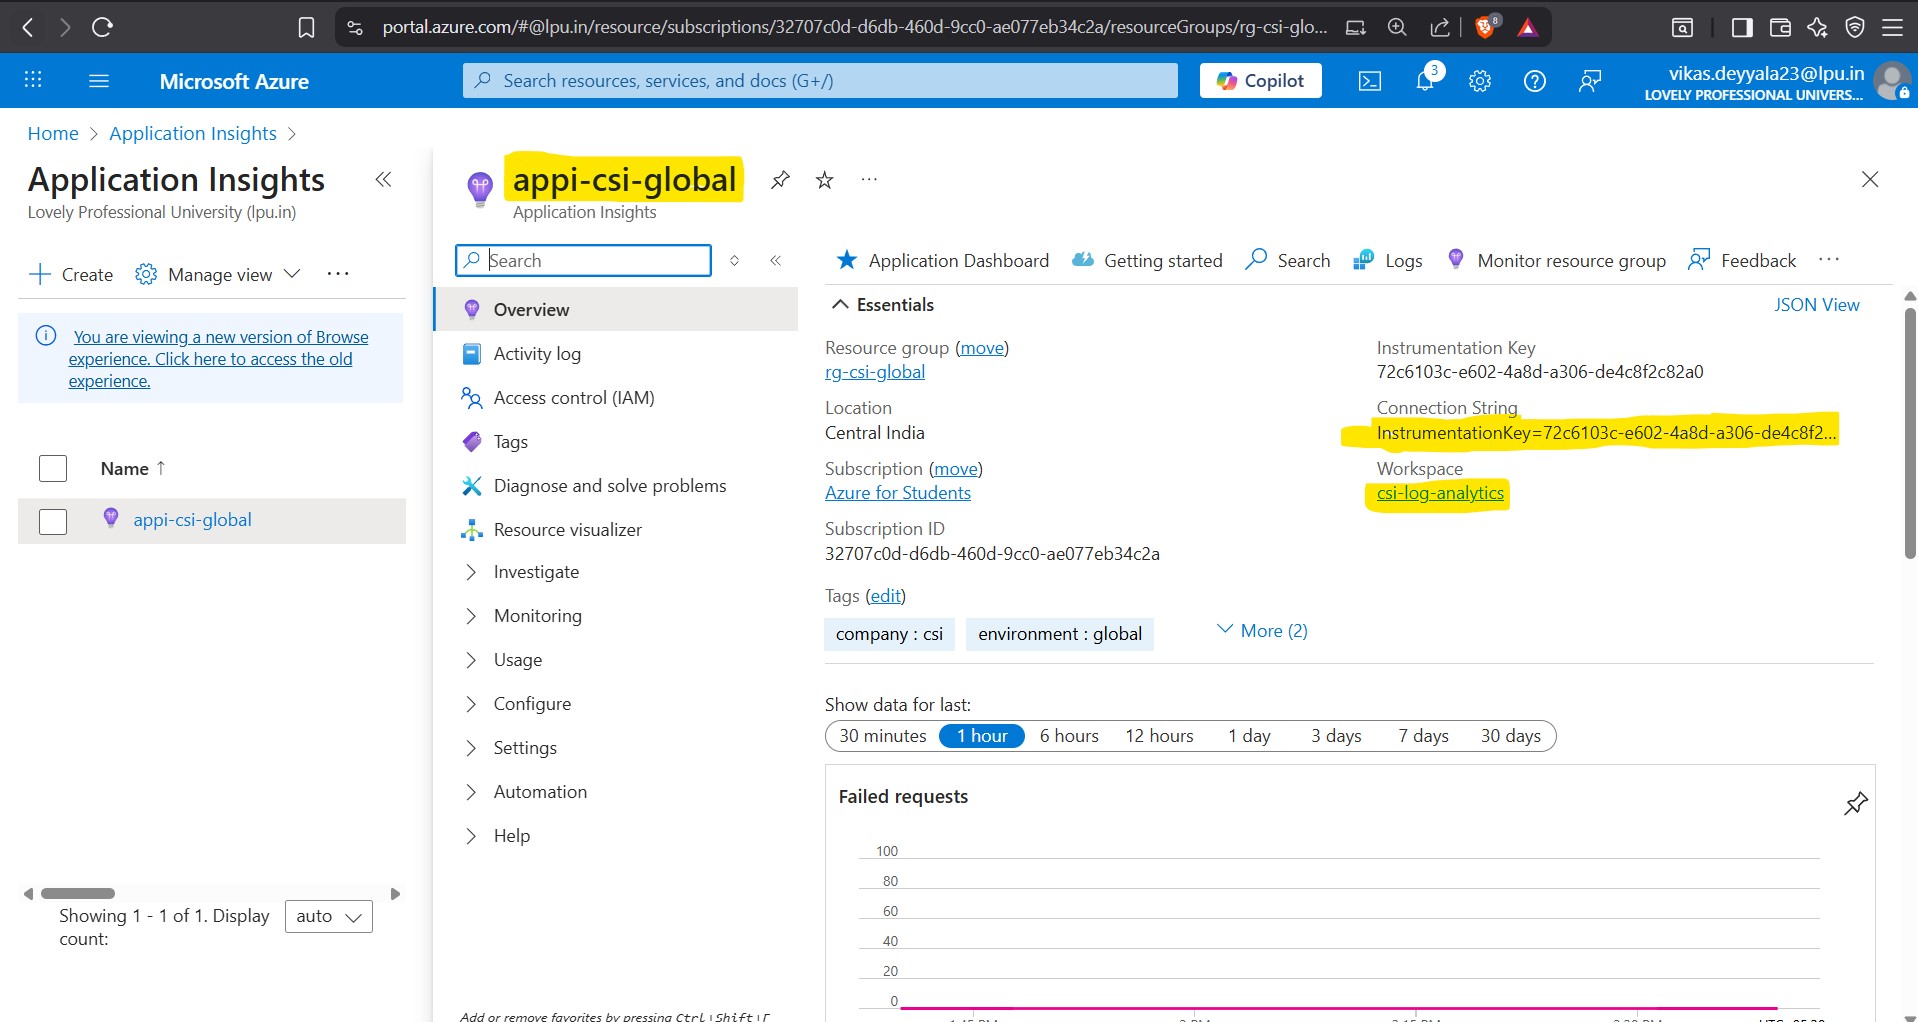 portal.azure.com/#@lpu.in/resource/subscriptions/32707c0d-d6db-460d-9cc0-ae077eb34c2a/resourceGroups/rg-csi-glo...
8
Microsoft Azure
Search resources, services, and docs (G+/)
Copilot
3
vikas.deyyala23@lpu.in
LOVELY PROFESSIONAL UNIVERS...
Home > Application Insights >
Application Insights
Lovely Professional University (lpu.in)
Create
Manage view
You are viewing a new version of Browse
experience. Click here to access the old
experience.
Name ↑
appi-csi-global
Showing 1 - 1 of 1. Display
count:
auto
appi-csi-global
Application Insights
Search
Overview
Activity log
Access control (IAM)
Tags
Diagnose and solve problems
Resource visualizer
Investigate
Monitoring
Usage
Configure
Settings
Automation
Help
Add or remove favorites by pressing Ctrl+Shift+F
Application Dashboard
Getting started
Search
Logs
Monitor resource group
Feedback
Essentials
JSON View
Resource group (move)
rg-csi-global
Location
Central India
Subscription (move)
Azure for Students
Subscription ID
32707c0d-d6db-460d-9cc0-ae077eb34c2a
Instrumentation Key
72c6103c-e602-4a8d-a306-de4c8f2c82a0
Connection String
InstrumentationKey=72c6103c-e602-4a8d-a306-de4c8f2...
Workspace
csi-log-analytics
Tags (edit)
company : csi
environment : global
More (2)
Show data for last:
30 minutes
1 hour
6 hours
12 hours
1 day
3 days
7 days
30 days
Failed requests
100
80
60
40
20
0